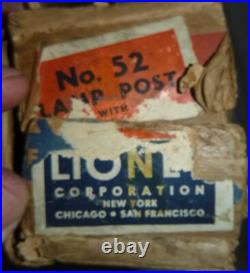 No. 52
LAMP POST
WITH
LIONEL
CORPORATION
NEW YORK
CHICAGO • SAN FRANCISCO